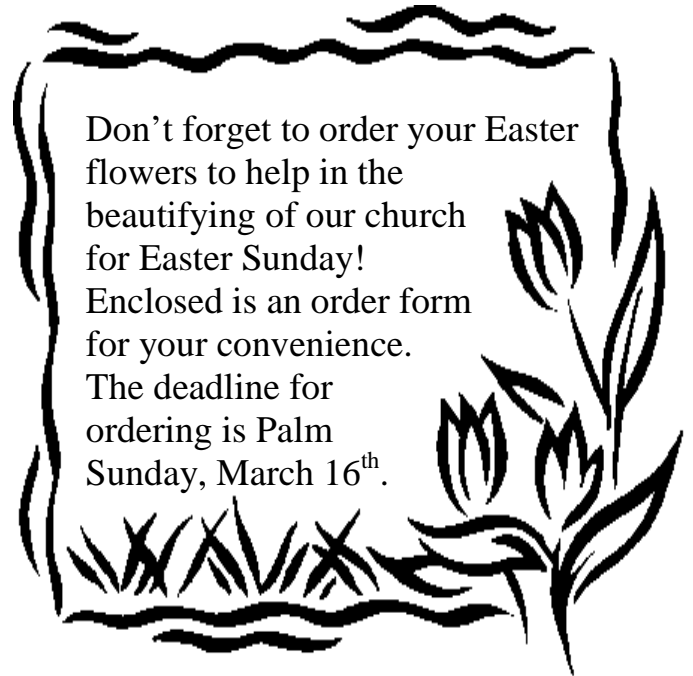 Don’t forget to order your Easter
flowers to help in the
beautifying of our church
for Easter Sunday!
Enclosed is an order form
for your convenience.
The deadline for
ordering is Palm
Sunday, March 16th.